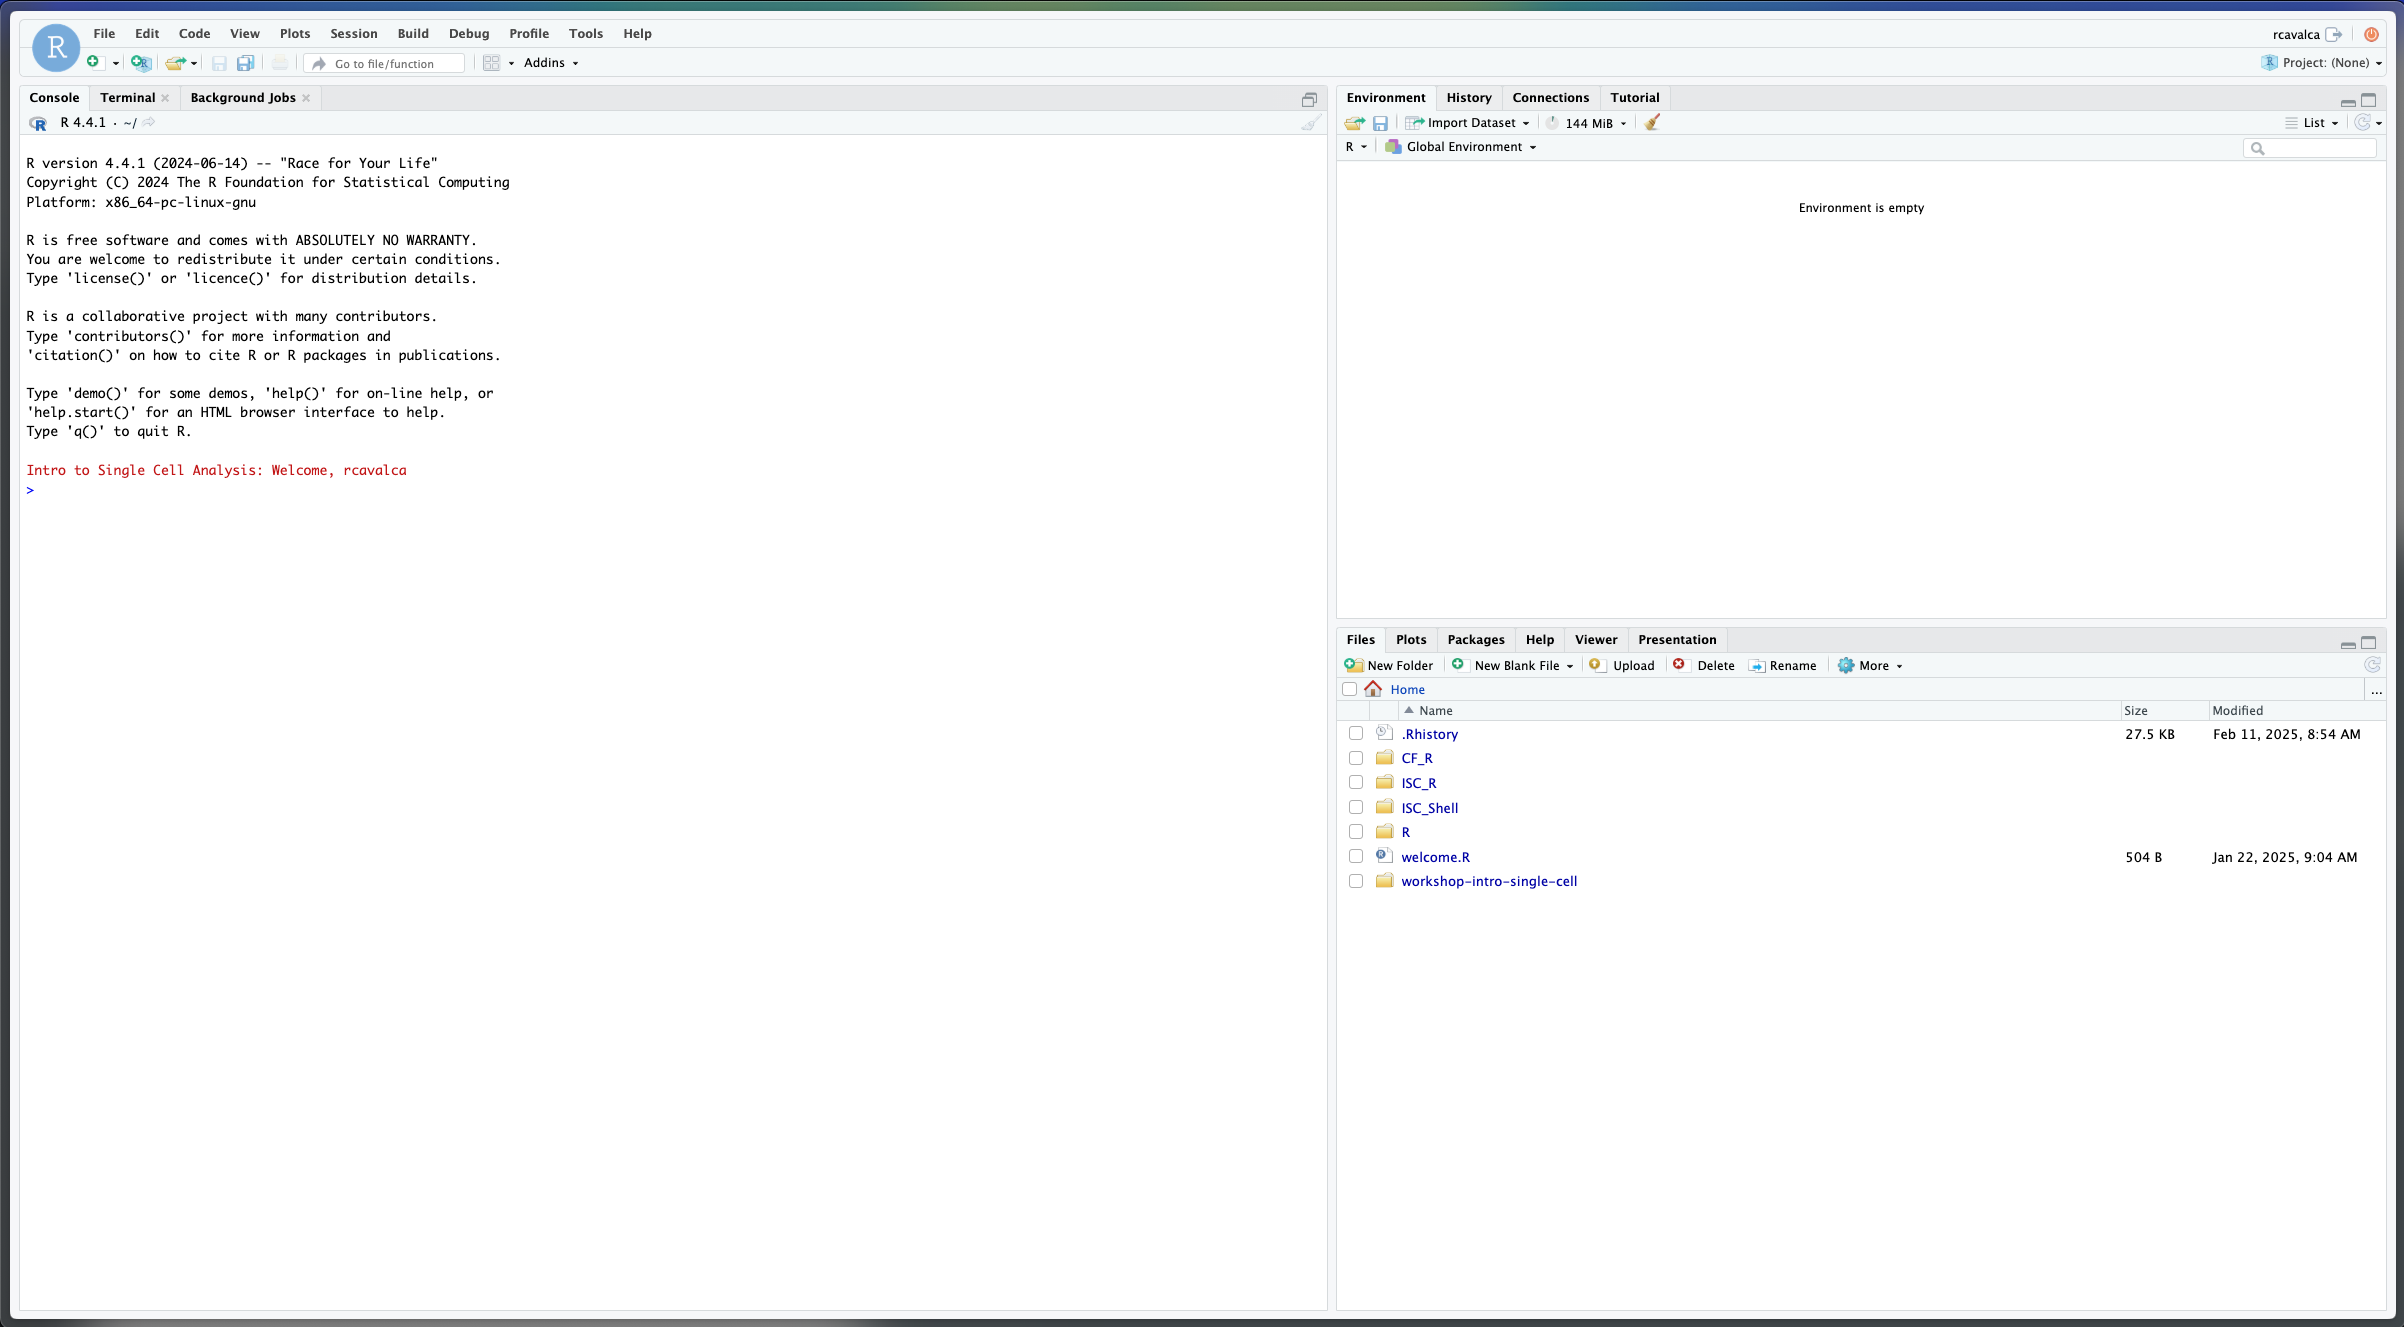 R
File Edit Code View Plots Session Build Debug Profile Tools Help
rcavalca
R Go to file/function Addins
R Project: (None)
Console Terminal Background Jobs
R R 4.4.1 · ~/
R version 4.4.1 (2024-06-14) -- "Race for Your Life"
Copyright (C) 2024 The R Foundation for Statistical Computing
Platform: x86_64-pc-linux-gnu
R is free software and comes with ABSOLUTELY NO WARRANTY.
You are welcome to redistribute it under certain conditions.
Type 'license()' or 'licence()' for distribution details.
R is a collaborative project with many contributors.
Type 'contributors()' for more information and
'citation()' on how to cite R or R packages in publications.
Type 'demo()' for some demos, 'help()' for on-line help, or
'help.start()' for an HTML browser interface to help.
Type 'q()' to quit R.
Intro to Single Cell Analysis: Welcome, rcavalca
>
Environment History Connections Tutorial
Import Dataset 144 MiB List
R Global Environment
Environment is empty
Files Plots Packages Help Viewer Presentation
New Folder New Blank File Upload Delete Rename More
Home ...
Name Size Modified
.Rhistory 27.5 KB Feb 11, 2025, 8:54 AM
CF_R
ISC_R
ISC_Shell
R
welcome.R 504 B Jan 22, 2025, 9:04 AM
workshop-intro-single-cell